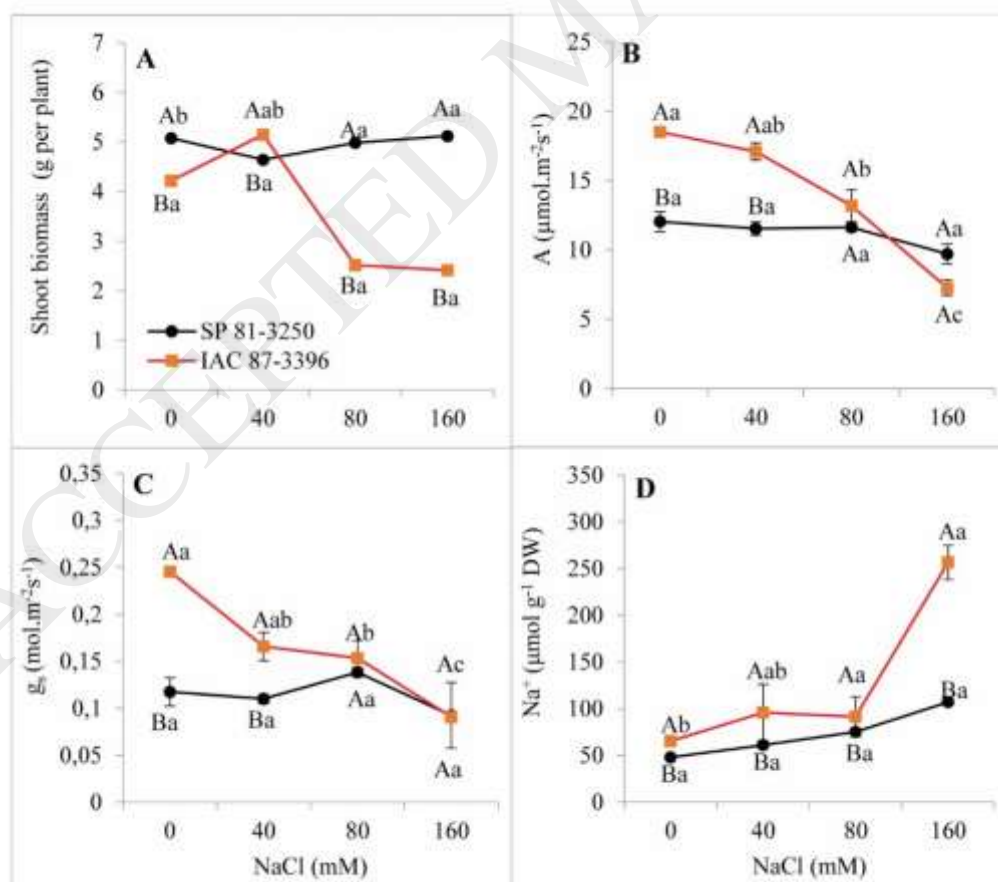 ACCEPTED MA
A
Shoot biomass (g per plant)
7
6
5
4
3
2
1
0
Ab
Aab
Aa
Aa
Ba
Ba
Ba
Ba
SP 81-3250
IAC 87-3396
0 40 80 160
B
A (µmol.m⁻²s⁻¹)
25
20
15
10
5
0
Aa
Aab
Ab
Aa
Ba
Ba
Aa
Ac
0 40 80 160
C
gs (mol.m⁻²s⁻¹)
0,35
0,3
0,25
0,2
0,15
0,1
0,05
0
Aa
Aab
Ab
Ac
Ba
Ba
Aa
Aa
0 40 80 160
NaCl (mM)
D
Na⁺ (µmol g⁻¹ DW)
350
300
250
200
150
100
50
0
Ab
Aab
Aa
Aa
Ba
Ba
Ba
Ba
0 40 80 160
NaCl (mM)